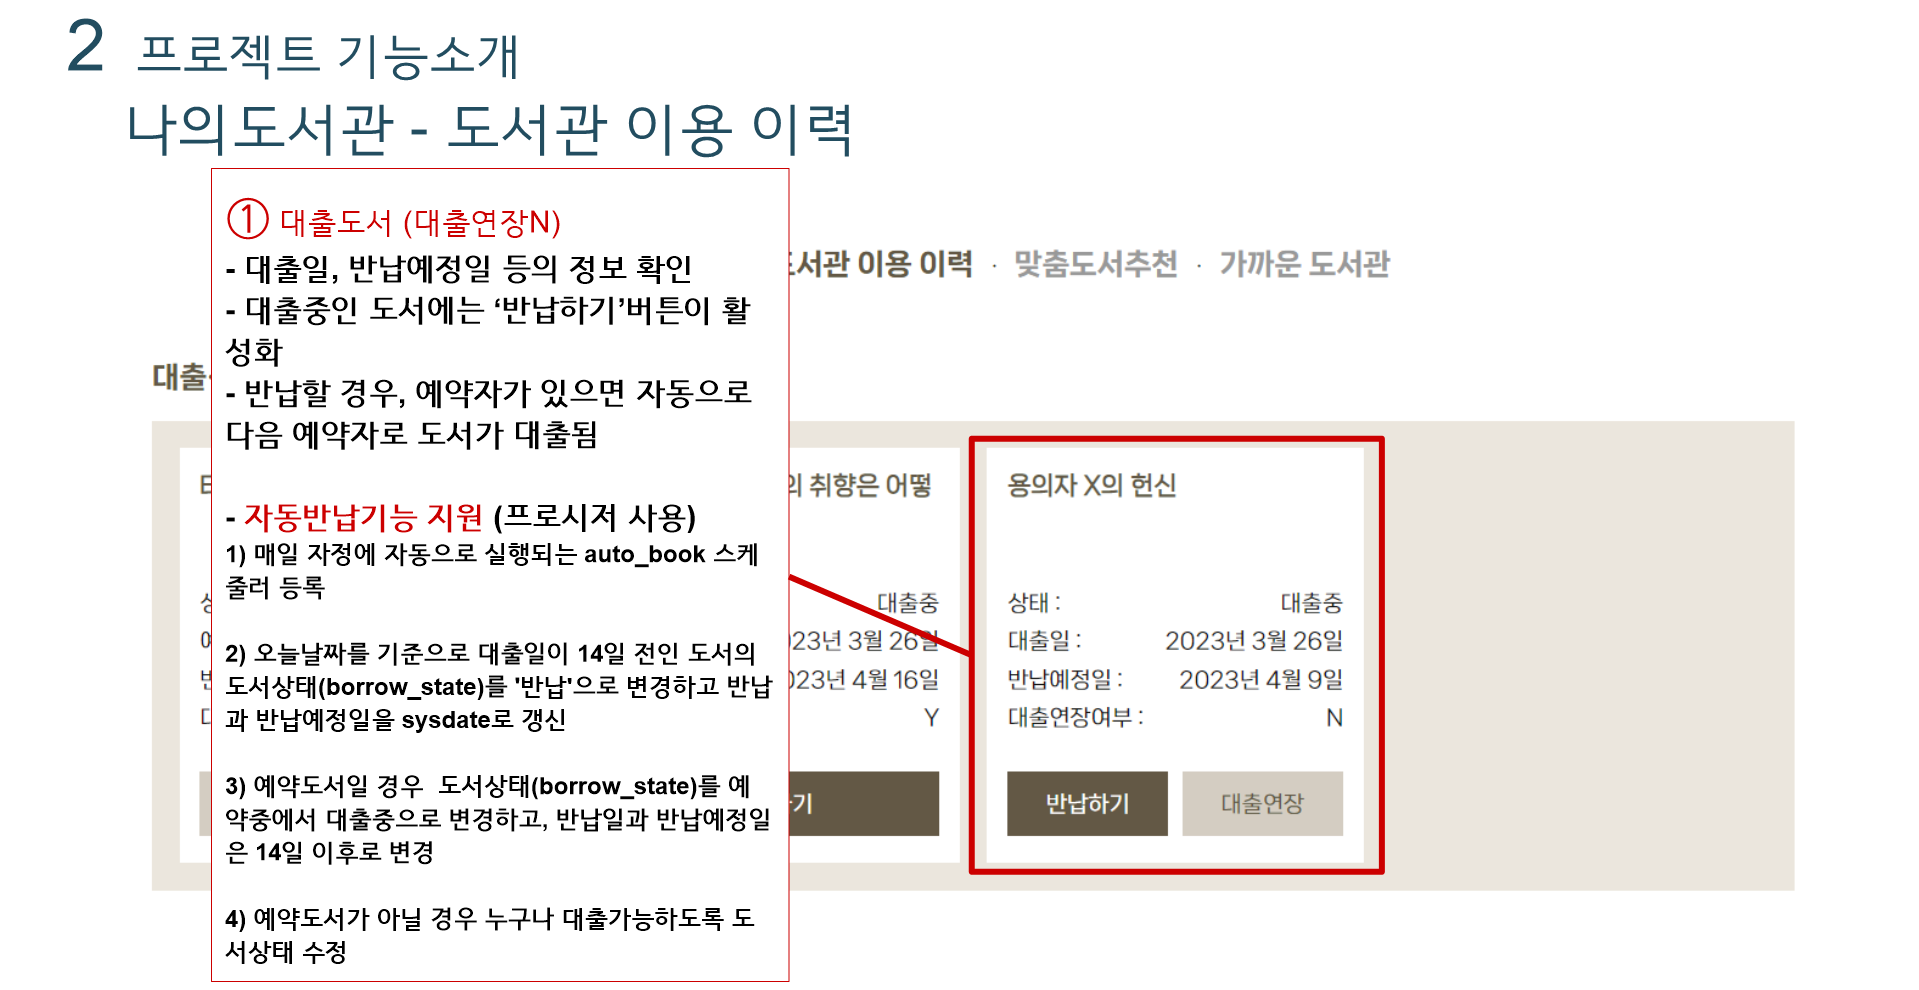 2 프로젝트 기능소개
나의도서관 - 도서관 이용 이력
① 대출도서 (대출연장N)
- 대출일, 반납예정일 등의 정보 확인
- 대출중인 도서에는 ‘반납하기’버튼이 활
성화
- 반납할 경우, 예약자가 있으면 자동으로
다음 예약자로 도서가 대출됨
- 자동반납기능 지원 (프로시저 사용)
1) 매일 자정에 자동으로 실행되는 auto_book 스케
줄러 등록
2) 오늘날짜를 기준으로 대출일이 14일 전인 도서의
도서상태(borrow_state)를 '반납'으로 변경하고 반납
과 반납예정일을 sysdate로 갱신
3) 예약도서일 경우  도서상태(borrow_state)를 예
약중에서 대출중으로 변경하고, 반납일과 반납예정일
은 14일 이후로 변경
4) 예약도서가 아닐 경우 누구나 대출가능하도록 도
서상태 수정
서관 이용 이력 · 맞춤도서추천 · 가까운 도서관
대출
취향은 어떻
대출중
23년 3월 26일
23년 4월 16일
Y
기
용의자 X의 헌신
상태 : 대출중
대출일 : 2023년 3월 26일
반납예정일 : 2023년 4월 9일
대출연장여부 : N
반납하기 대출연장